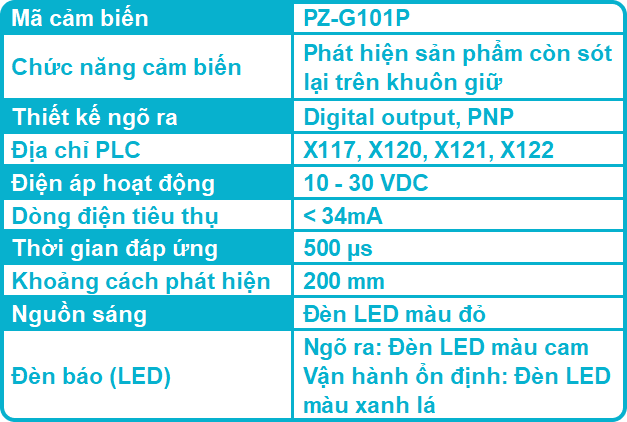 Mã cảm biến PZ-G101P
Chức năng cảm biến Phát hiện sản phẩm còn sót
lại trên khuôn giữ
Thiết kế ngõ ra Digital output, PNP
Địa chỉ PLC X117, X120, X121, X122
Điện áp hoạt động 10 - 30 VDC
Dòng điện tiêu thụ < 34mA
Thời gian đáp ứng 500 µs
Khoảng cách phát hiện 200 mm
Nguồn sáng Đèn LED màu đỏ
Đèn báo (LED) Ngõ ra: Đèn LED màu cam
Vận hành ổn định: Đèn LED
màu xanh lá